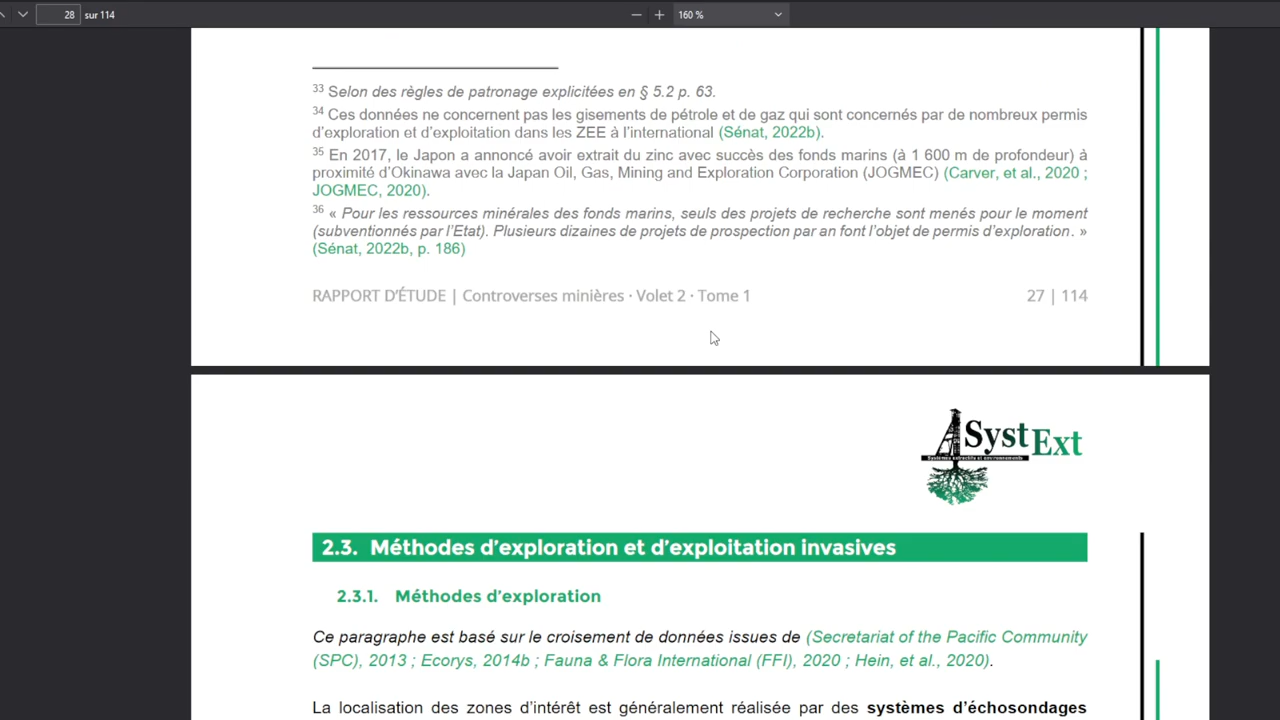 28 sur 114 160 %
33 Selon des règles de patronage explicitées en § 5.2 p. 63.
34 Ces données ne concernent pas les gisements de pétrole et de gaz qui sont concernés par de nombreux permis
d'exploration et d'exploitation dans les ZEE à l'international (Sénat, 2022b).
35 En 2017, le Japon a annoncé avoir extrait du zinc avec succès des fonds marins (à 1 600 m de profondeur) à
proximité d'Okinawa avec la Japan Oil, Gas, Mining and Exploration Corporation (JOGMEC) (Carver, et al., 2020 ;
JOGMEC, 2020).
36 « Pour les ressources minérales des fonds marins, seuls des projets de recherche sont menés pour le moment
(subventionnés par l'Etat). Plusieurs dizaines de projets de prospection par an font l'objet de permis d'exploration. »
(Sénat, 2022b, p. 186)
RAPPORT D'ÉTUDE | Controverses minières · Volet 2 · Tome 1 27 | 114
SystExt
Systèmes extractifs et environnements
2.3. Méthodes d'exploration et d'exploitation invasives
2.3.1. Méthodes d'exploration
Ce paragraphe est basé sur le croisement de données issues de (Secretariat of the Pacific Community
(SPC), 2013 ; Ecorys, 2014b ; Fauna & Flora International (FFI), 2020 ; Hein, et al., 2020).
La localisation des zones d'intérêt est généralement réalisée par des systèmes d'échosondages